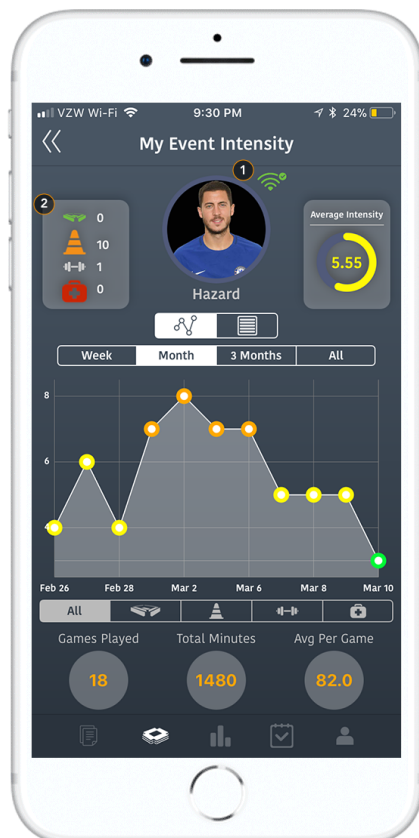 VZW Wi-Fi 9:30 PM 24%
My Event Intensity
1
2
0
10
1
0
Average Intensity
5.55
Hazard
Week Month 3 Months All
8
6
4
Feb 26 Feb 28 Mar 2 Mar 6 Mar 8 Mar 10
All
Games Played Total Minutes Avg Per Game
18 1480 82.0